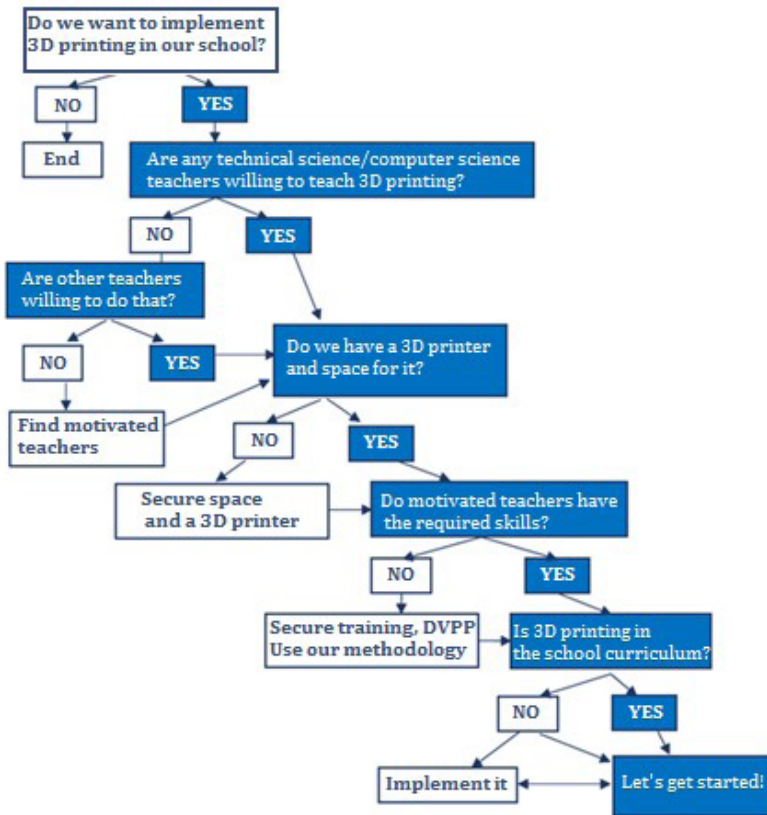 Do we want to implement
3D printing in our school?
NO
YES
End
Are any technical science/computer science
teachers willing to teach 3D printing?
NO
YES
Are other teachers
willing to do that?
NO
YES
Do we have a 3D printer
and space for it?
Find motivated
teachers
NO
YES
Secure space
and a 3D printer
Do motivated teachers have
the required skills?
NO
YES
Secure training, DVPP
Use our methodology
Is 3D printing in
the school curriculum?
NO
YES
Implement it
Let's get started!